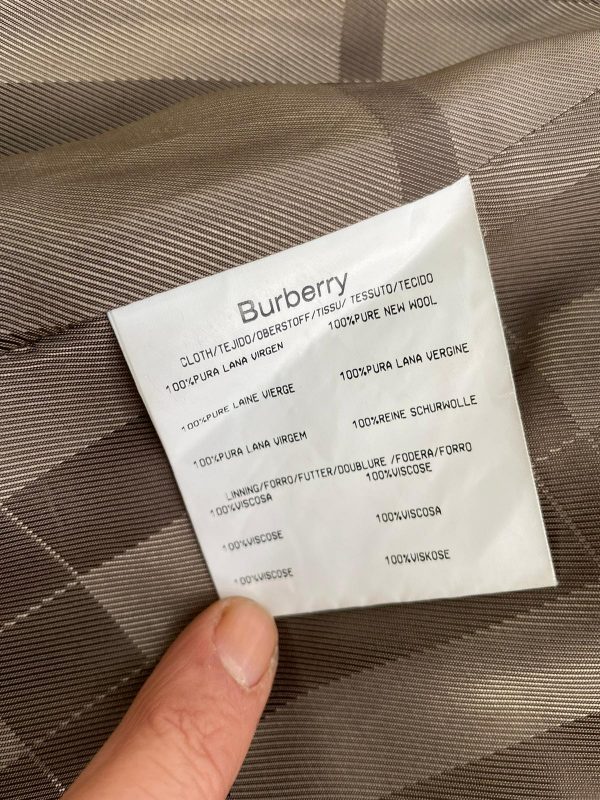 Burberry
CLOTH/TEJIDO/OBERSTOFF/TISSU/ TESSUTO/TECIDO
100%PURA LANA VIRGEN 100%PURE NEW WOOL
100%PURE LAINE VIERGE 100%PURA LANA VERGINE
100%PURA LANA VIRGEM 100%REINE SCHURWOLLE
LINNING/FORRO/FUTTER/DOUBLURE /FODERA/FORRO
100%VISCOSA 100%VISCOSE
100%VISCOSE 100%VISCOSA
100%VISCOSE 100%VISKOSE